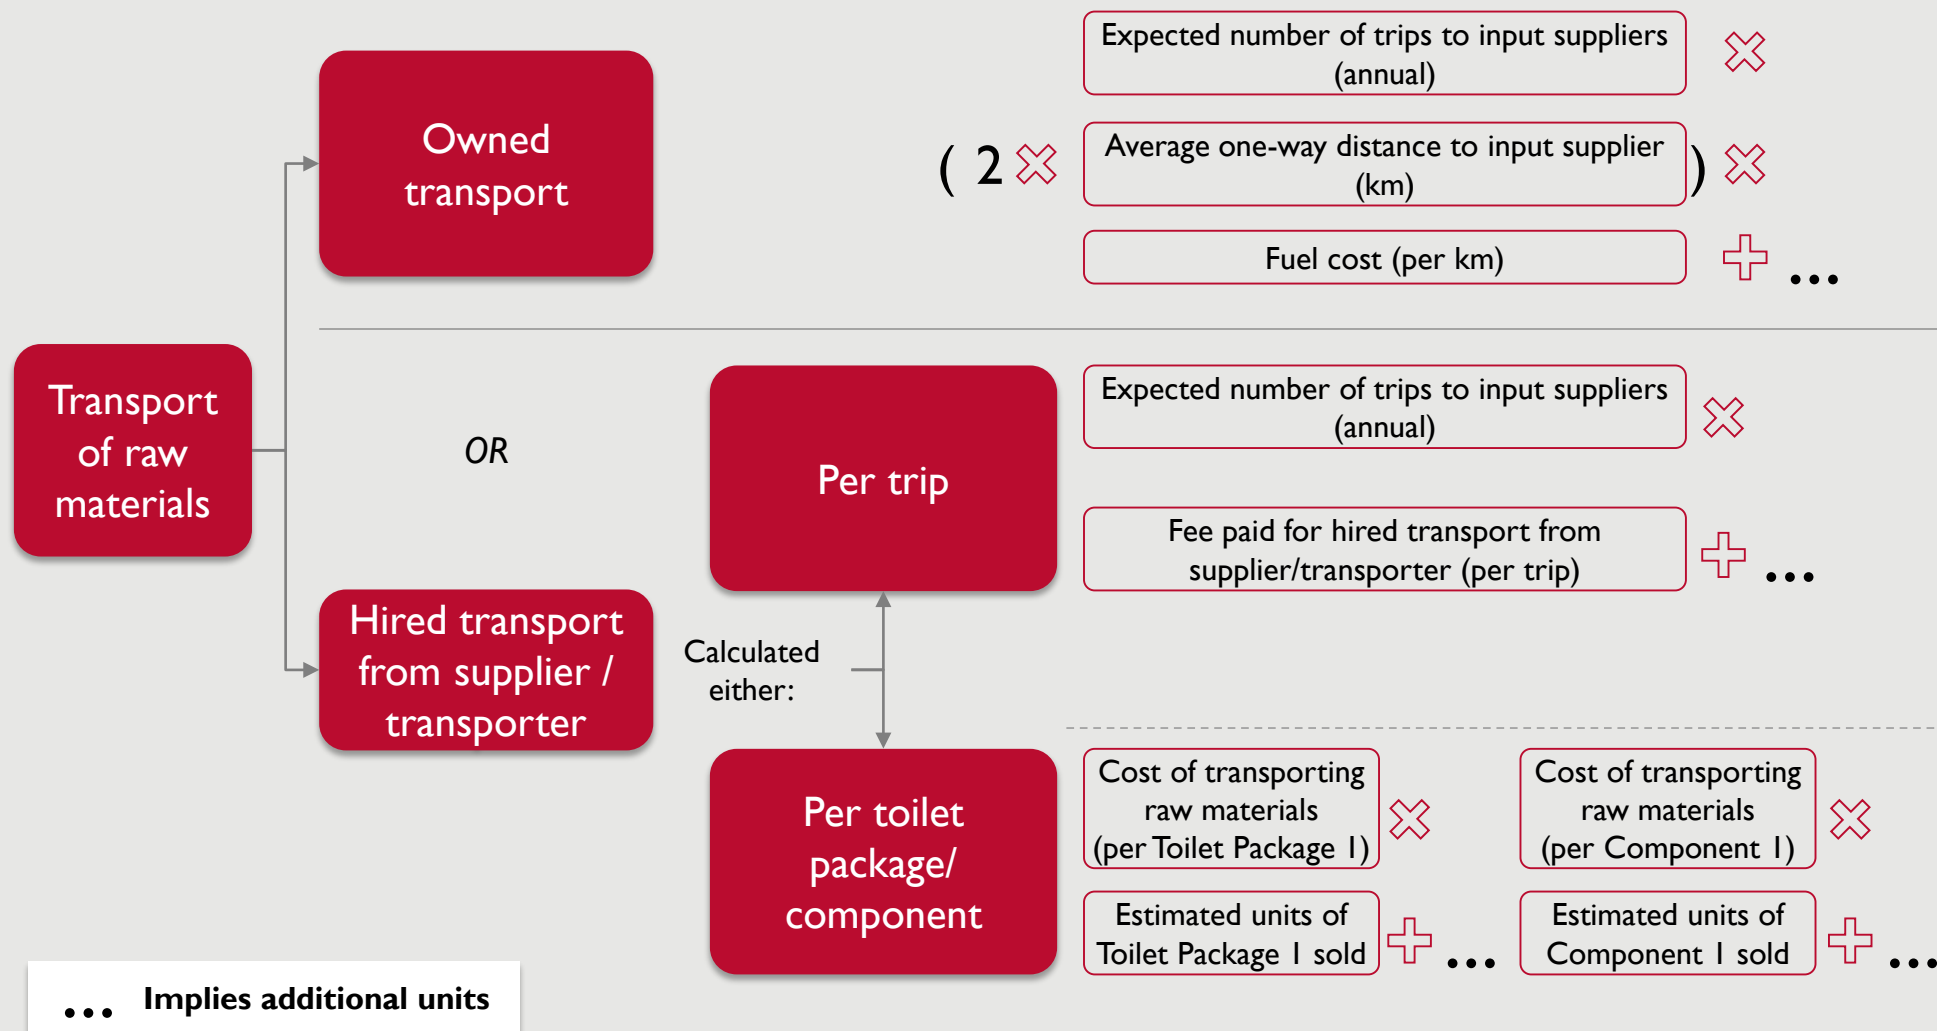 Transport
of raw
materials
Owned
transport
Expected number of trips to input suppliers
(annual)
( 2
Average one-way distance to input supplier
(km)
)
Fuel cost (per km)
...
OR
Hired transport
from supplier /
transporter
Calculated
either:
Per trip
Expected number of trips to input suppliers
(annual)
Fee paid for hired transport from
supplier/transporter (per trip)
...
Per toilet
package/
component
Cost of transporting
raw materials
(per Toilet Package 1)
Estimated units of
Toilet Package 1 sold
...
Cost of transporting
raw materials
(per Component 1)
Estimated units of
Component 1 sold
...
... Implies additional units